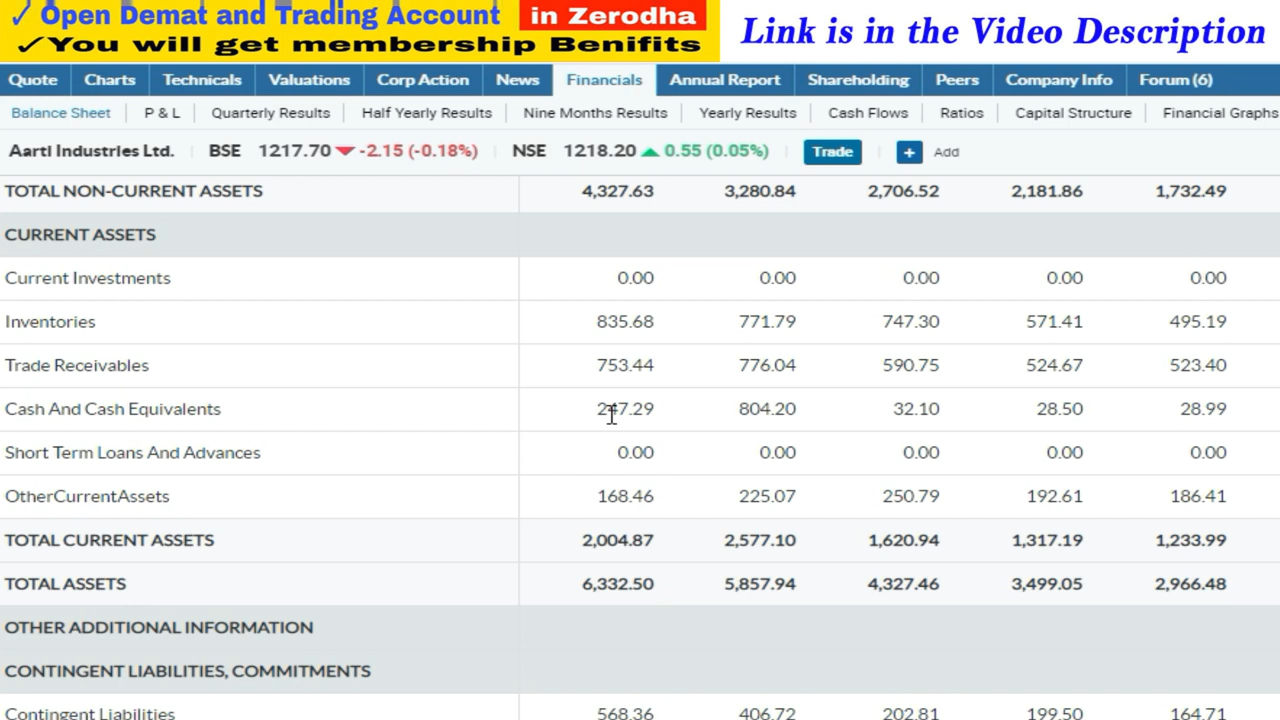 ✓ Open Demat and Trading Account in Zerodha
✓You will get membership Benifits
Link is in the Video Description
Quote Charts Technicals Valuations Corp Action News Financials Annual Report Shareholding Peers Company Info Forum (6)
Balance Sheet P & L Quarterly Results Half Yearly Results Nine Months Results Yearly Results Cash Flows Ratios Capital Structure Financial Graphs
Aarti Industries Ltd. BSE 1217.70 -2.15 (-0.18%) NSE 1218.20 0.55 (0.05%) Trade + Add
TOTAL NON-CURRENT ASSETS 4,327.63 3,280.84 2,706.52 2,181.86 1,732.49
CURRENT ASSETS
Current Investments 0.00 0.00 0.00 0.00 0.00
Inventories 835.68 771.79 747.30 571.41 495.19
Trade Receivables 753.44 776.04 590.75 524.67 523.40
Cash And Cash Equivalents 247.29 804.20 32.10 28.50 28.99
Short Term Loans And Advances 0.00 0.00 0.00 0.00 0.00
OtherCurrentAssets 168.46 225.07 250.79 192.61 186.41
TOTAL CURRENT ASSETS 2,004.87 2,577.10 1,620.94 1,317.19 1,233.99
TOTAL ASSETS 6,332.50 5,857.94 4,327.46 3,499.05 2,966.48
OTHER ADDITIONAL INFORMATION
CONTINGENT LIABILITIES, COMMITMENTS
Contingent Liabilities 568.36 406.72 202.81 199.50 164.71